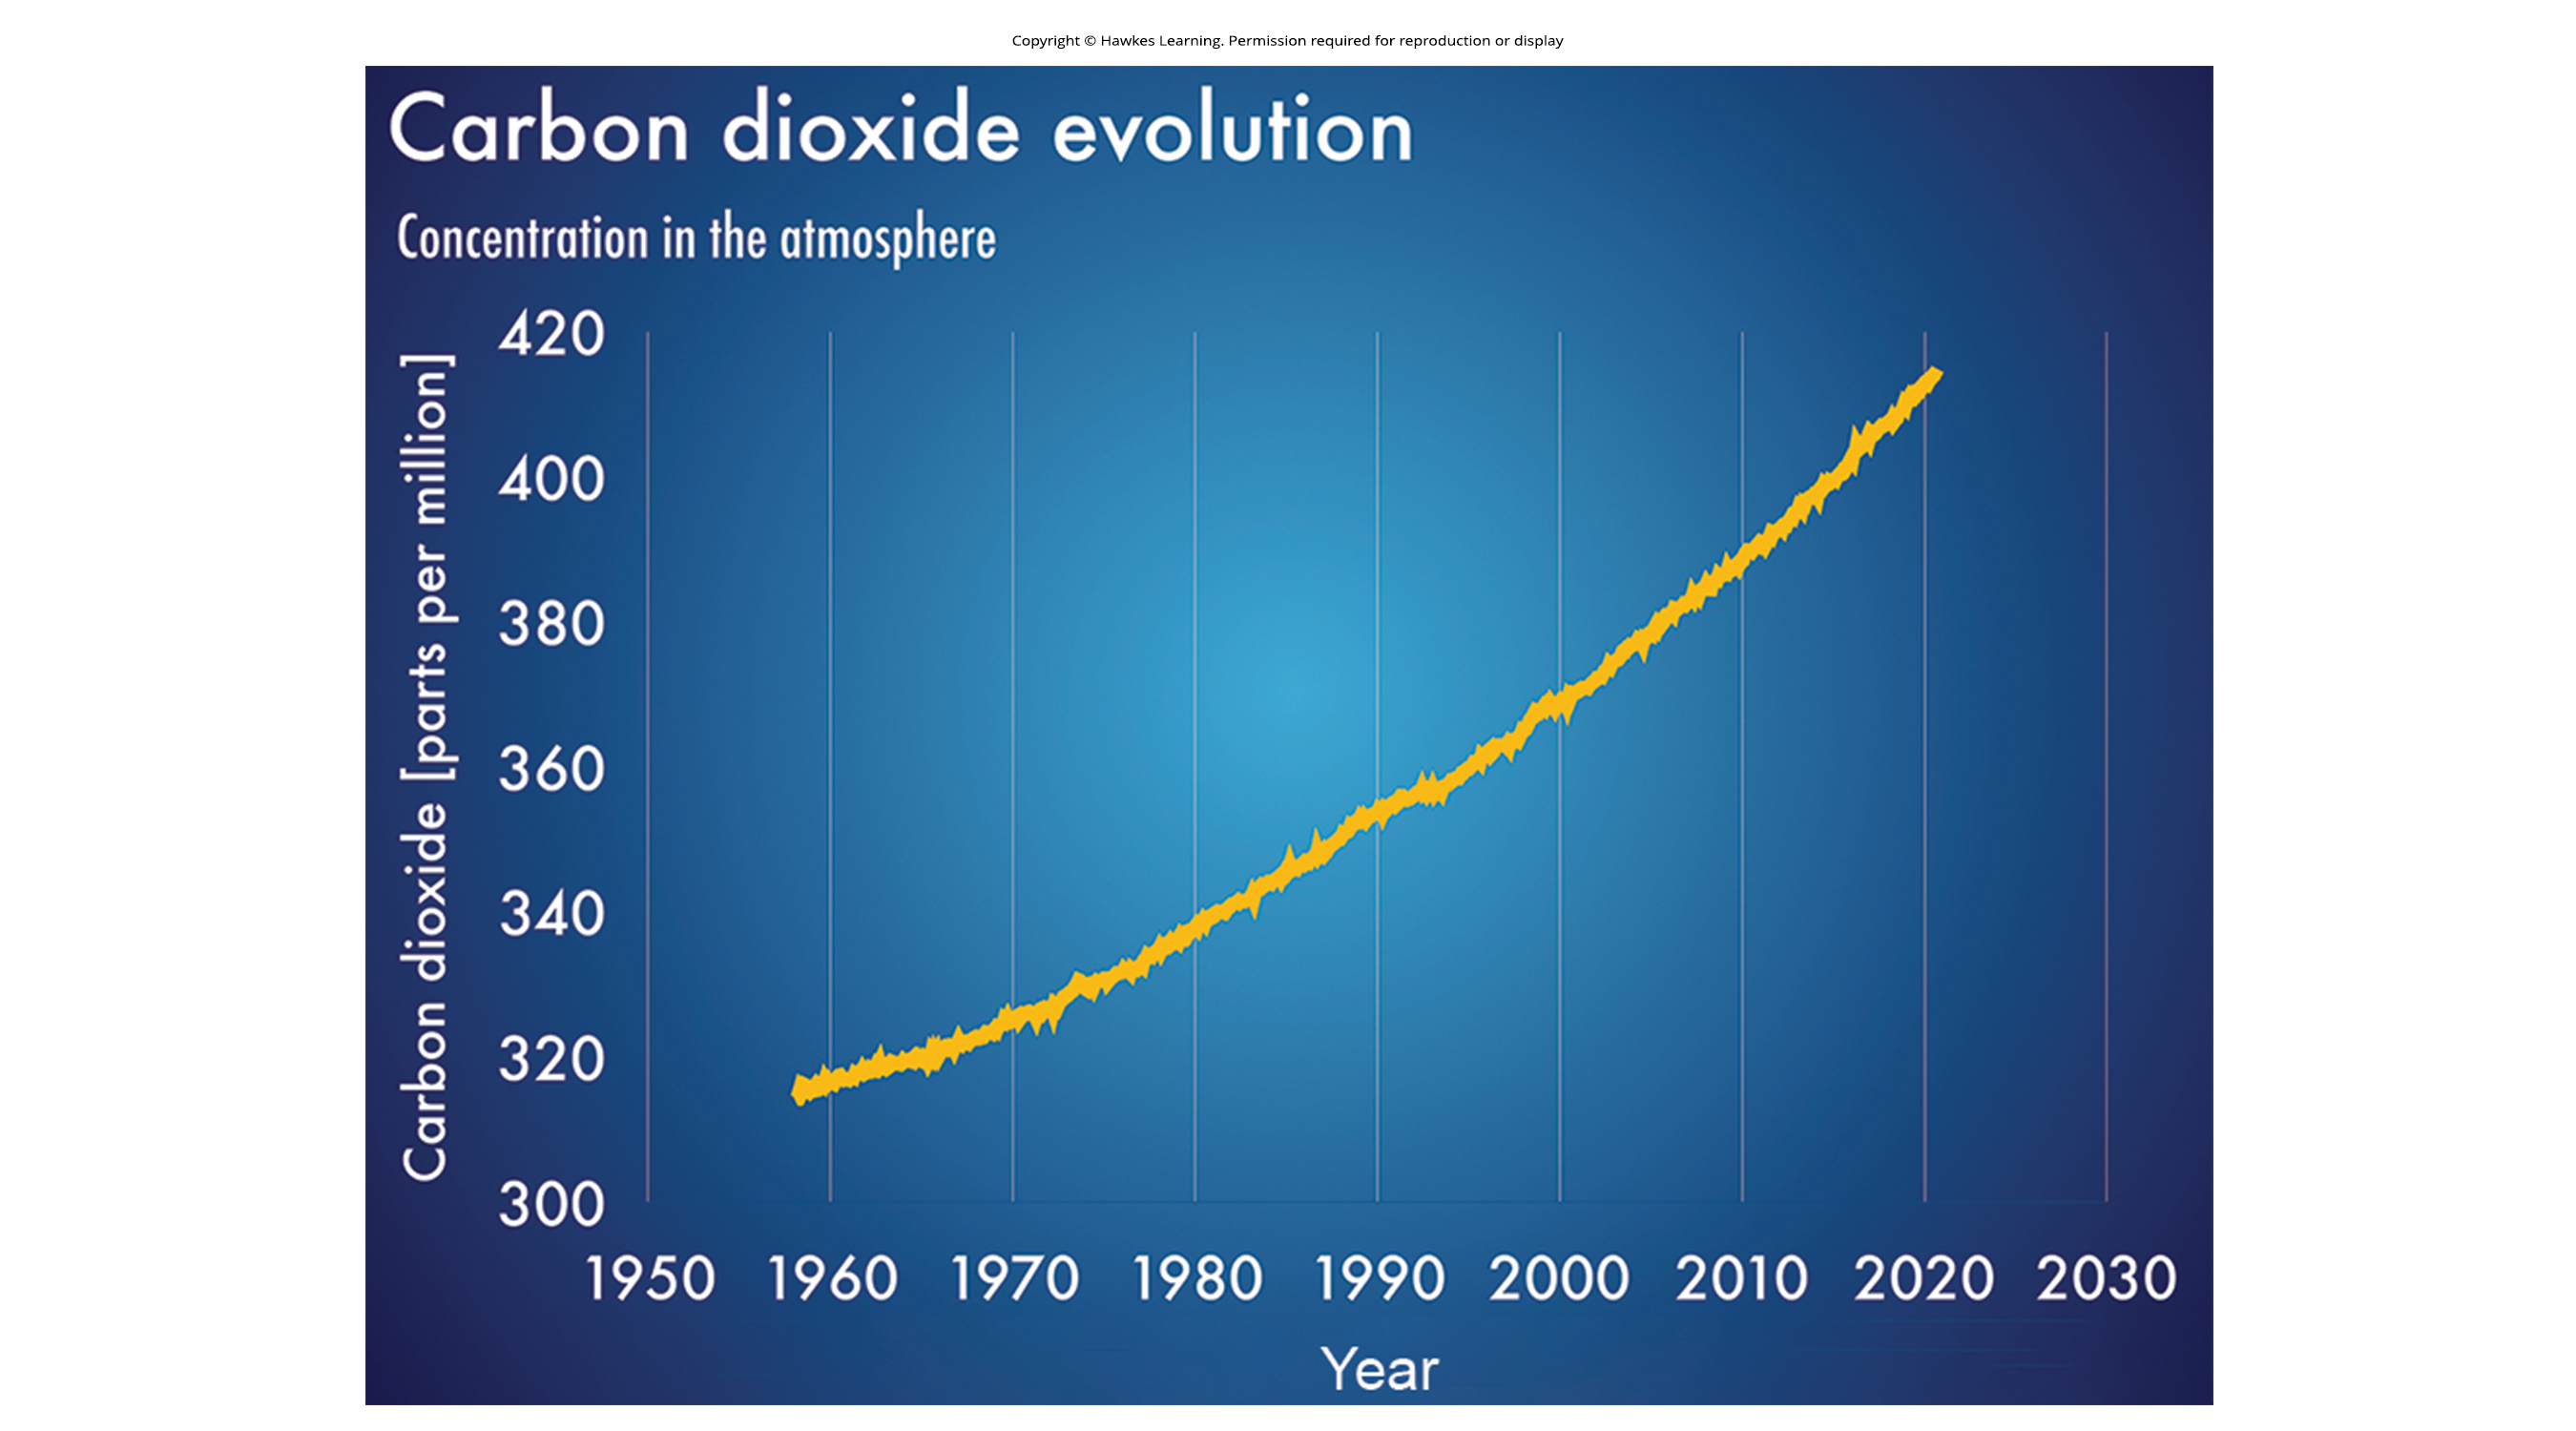 Copyright © Hawkes Learning. Permission required for reproduction or display
Carbon dioxide evolution
Concentration in the atmosphere
Carbon dioxide [parts per million]
420
400
380
360
340
320
300
1950 1960 1970 1980 1990 2000 2010 2020 2030
Year